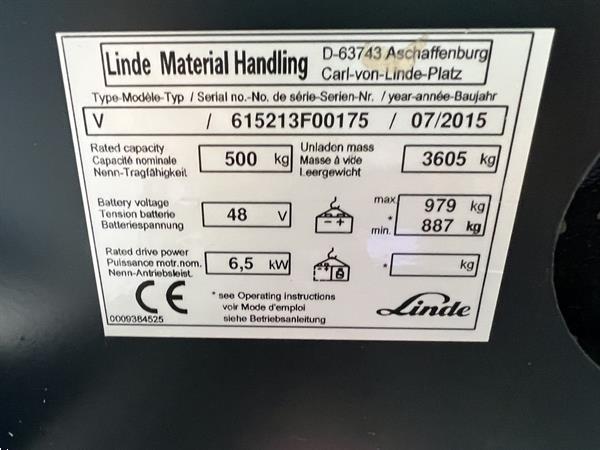 Linde Material Handling
D-63743 Aschaffenburg
Carl-von-Linde-Platz
Type-Modèle-Typ / Serial no.-No. de série-Serien-Nr. / year-année-Baujahr
V / 615213F00175 / 07/2015
Rated capacity
Capacité nominale
Nenn-Tragfähigkeit
500 kg
Unladen mass
Masse à vide
Leergewicht
3605 kg
Battery voltage
Tension batterie
Batteriespannung
48 V
- +
max.
*
min.
979 kg
887 kg
Rated drive power
Puissance motr.nom.
Nenn-Antriebsleist.
6,5 kW
*
kg
CE
0009384525
* see Operating instructions
voir Mode d'emploi
siehe Betriebsanleitung
Linde